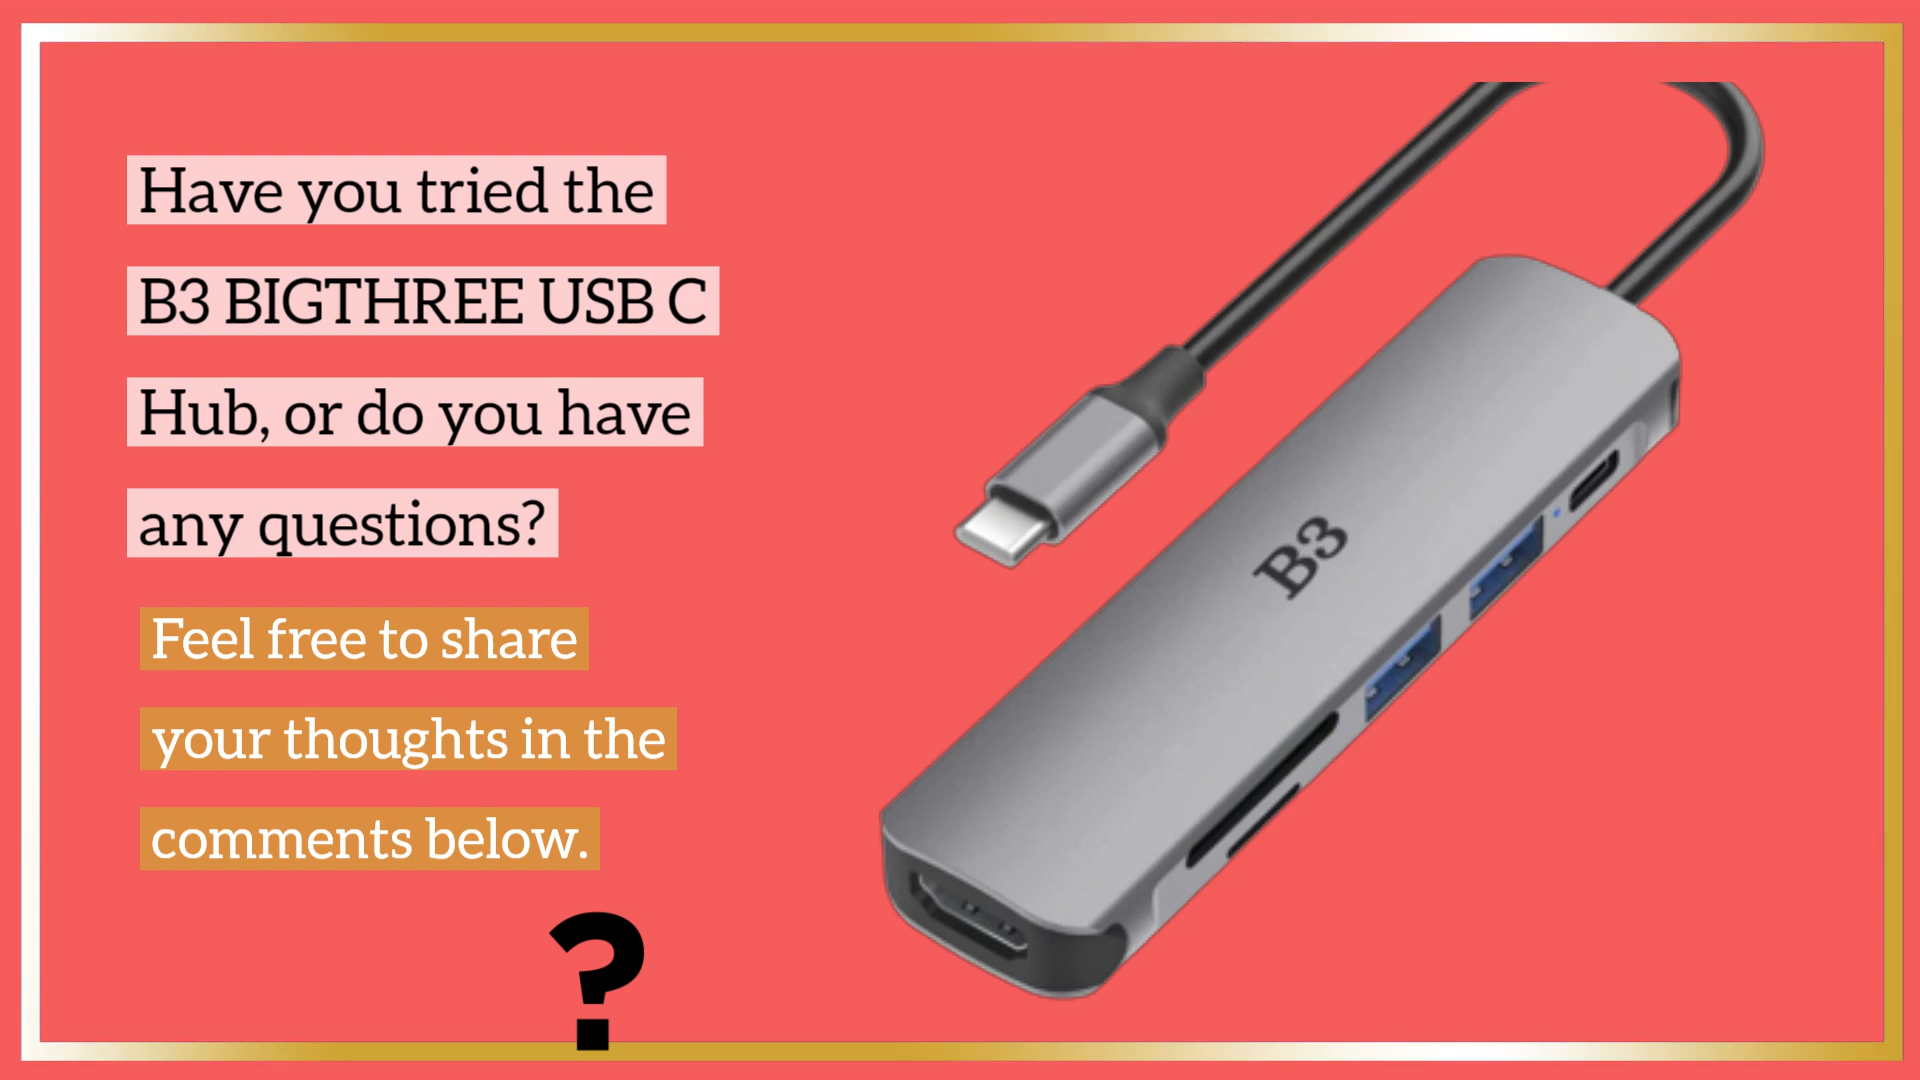 Have you tried the
B3 BIGTHREE USB C
Hub, or do you have
any questions?
Feel free to share
your thoughts in the
comments below.
?
B3